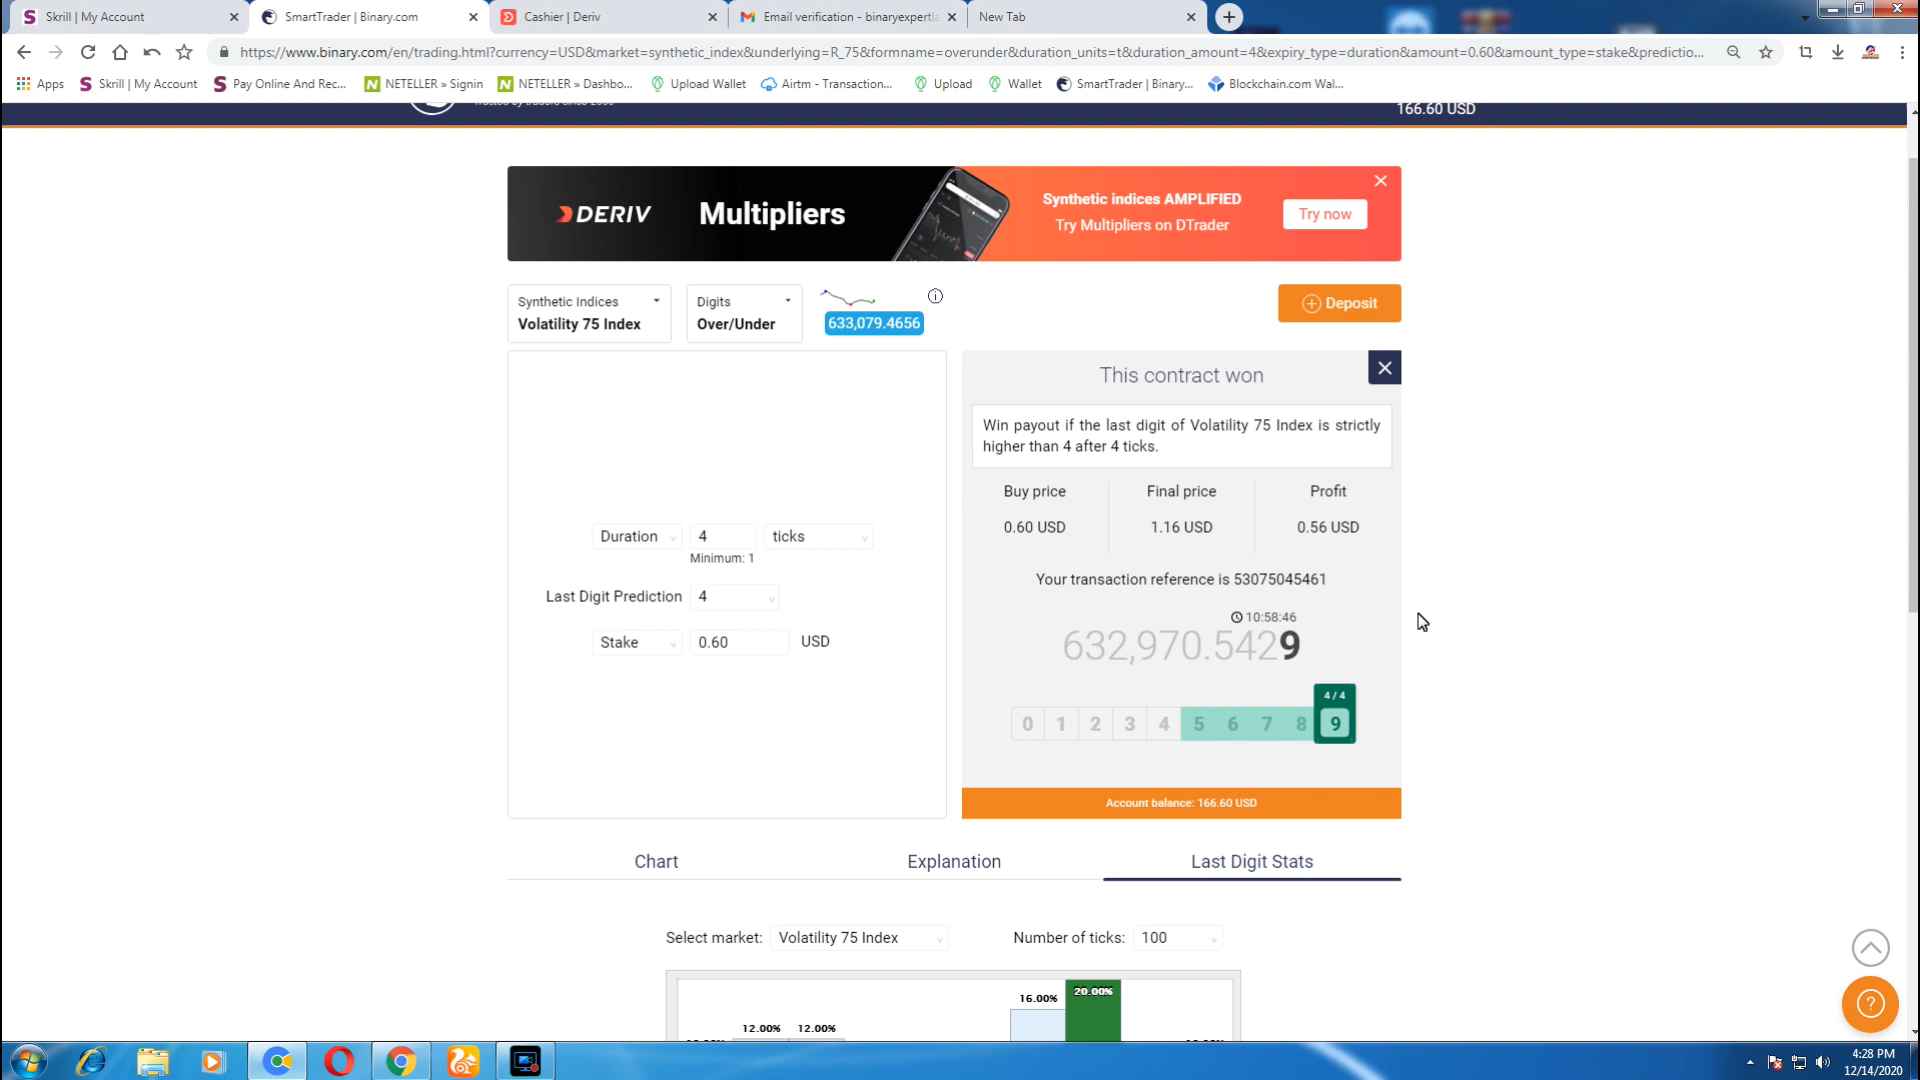 Skrill | My Account
SmartTrader | Binary.com
Cashier | Deriv
Email verification - binaryexpertl
New Tab
https://www.binary.com/en/trading.html?currency=USD&market=synthetic_index&underlying=R_75&formname=overunder&duration_units=t&duration_amount=4&expiry_type=duration&amount=0.60&amount_type=stake&predictio...
Apps
Skrill | My Account
Pay Online And Rec...
NETELLER » Signin
NETELLER » Dashbo...
Upload Wallet
Airtm - Transaction...
Upload
Wallet
SmartTrader | Binary...
Blockchain.com Wal...
166.60 USD
DERIV
Multipliers
Synthetic indices AMPLIFIED
Try Multipliers on DTrader
Try now
Synthetic Indices
Volatility 75 Index
Digits
Over/Under
633,079.4656
Deposit
This contract won
Win payout if the last digit of Volatility 75 Index is strictly
higher than 4 after 4 ticks.
Buy price
Final price
Profit
0.60 USD
1.16 USD
0.56 USD
Your transaction reference is 53075045461
10:58:46
632,970.5429
4 / 4
0 1 2 3 4 5 6 7 8 9
Account balance: 166.60 USD
Duration
4
ticks
Minimum: 1
Last Digit Prediction
4
Stake
0.60
USD
Chart
Explanation
Last Digit Stats
Select market:
Volatility 75 Index
Number of ticks:
100
16.00%
20.00%
12.00%
12.00%
4:28 PM
12/14/2020